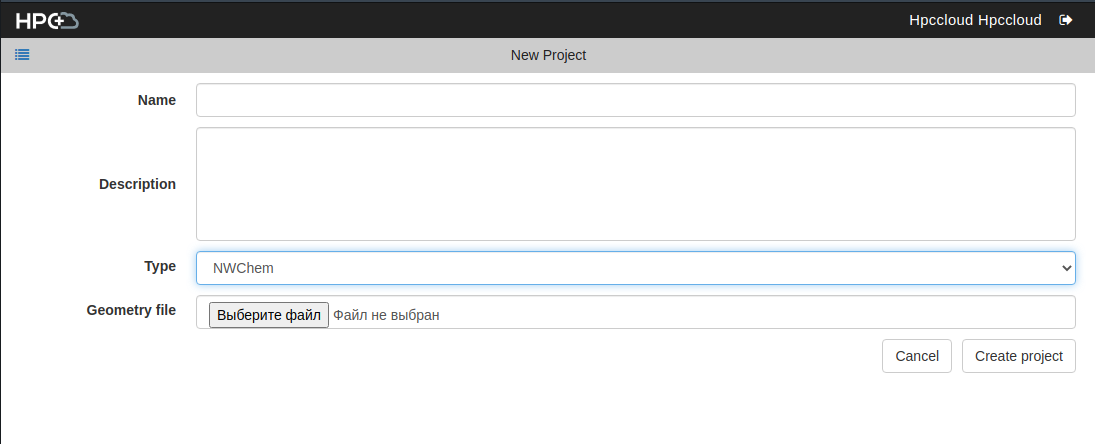 HPC Hpccloud Hpccloud
New Project
Name
Description
Type NWChem
Geometry file Выберите файл Файл не выбран
Cancel Create project